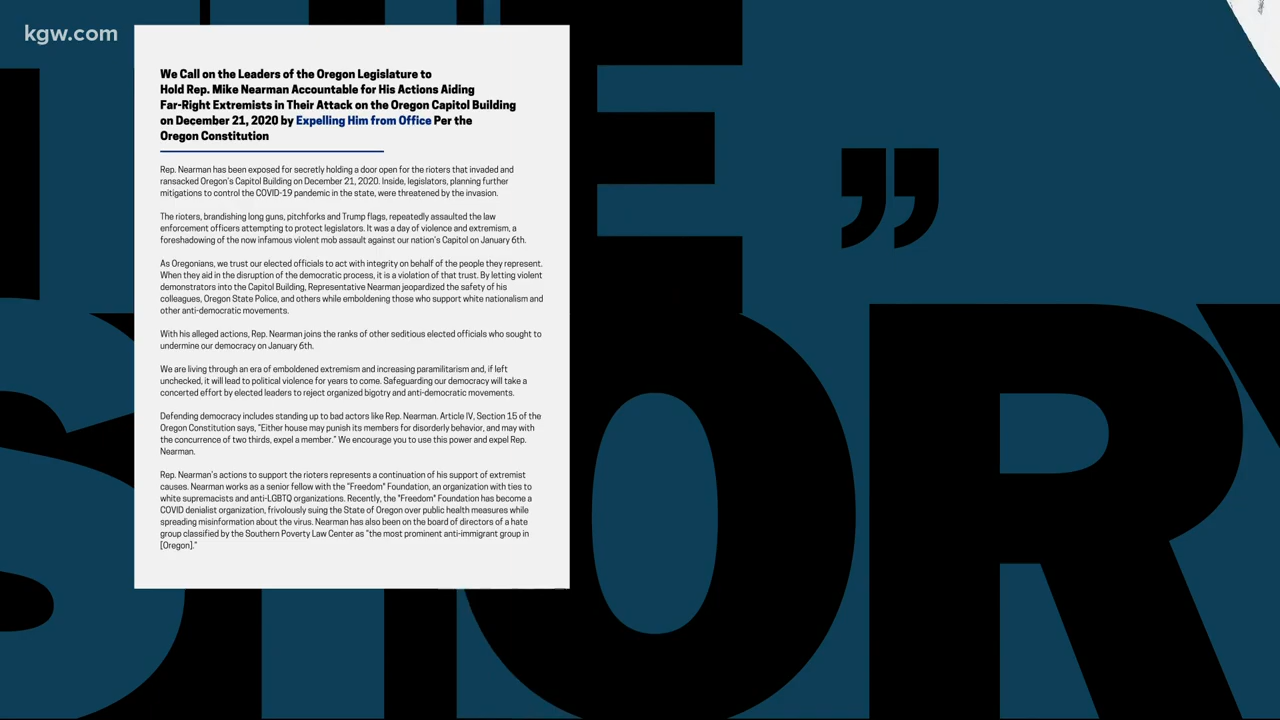 kgw.com
We Call on the Leaders of the Oregon Legislature to
Hold Rep. Mike Nearman Accountable for His Actions Aiding
Far-Right Extremists in Their Attack on the Oregon Capitol Building
on December 21, 2020 by Expelling Him from Office Per the
Oregon Constitution
Rep. Nearman has been exposed for secretly holding a door open for the rioters that invaded and
ransacked Oregon's Capitol Building on December 21, 2020. Inside, legislators, planning further
mitigations to control the COVID-19 pandemic in the state, were threatened by the invasion.
The rioters, brandishing long guns, pitchforks and Trump flags, repeatedly assaulted the law
enforcement officers attempting to protect legislators. It was a day of violence and extremism, a
foreshadowing of the now infamous violent mob assault against our nation's Capitol on January 6th.
As Oregonians, we trust our elected officials to act with integrity on behalf of the people they represent.
When they aid in the disruption of the democratic process, it is a violation of that trust. By letting violent
demonstrators into the Capitol Building, Representative Nearman jeopardized the safety of his
colleagues, Oregon State Police, and others while emboldening those who support white nationalism and
other anti-democratic movements.
With his alleged actions, Rep. Nearman joins the ranks of other seditious elected officials who sought to
undermine our democracy on January 6th.
We are living through an era of emboldened extremism and increasing paramilitarism and, if left
unchecked, it will lead to political violence for years to come. Safeguarding our democracy will take a
concerted effort by elected leaders to reject organized bigotry and anti-democratic movements.
Defending democracy includes standing up to bad actors like Rep. Nearman. Article IV, Section 15 of the
Oregon Constitution says, "Either house may punish its members for disorderly behavior, and may with
the concurrence of two thirds, expel a member." We encourage you to use this power and expel Rep.
Nearman.
Rep. Nearman's actions to support the rioters represents a continuation of his support of extremist
causes. Nearman works as a senior fellow with the "Freedom" Foundation, an organization with ties to
white supremacists and anti-LGBTQ organizations. Recently, the "Freedom" Foundation has become a
COVID denialist organization, frivolously suing the State of Oregon over public health measures while
spreading misinformation about the virus. Nearman has also been on the board of directors of a hate
group classified by the Southern Poverty Law Center as "the most prominent anti-immigrant group in
[Oregon]."